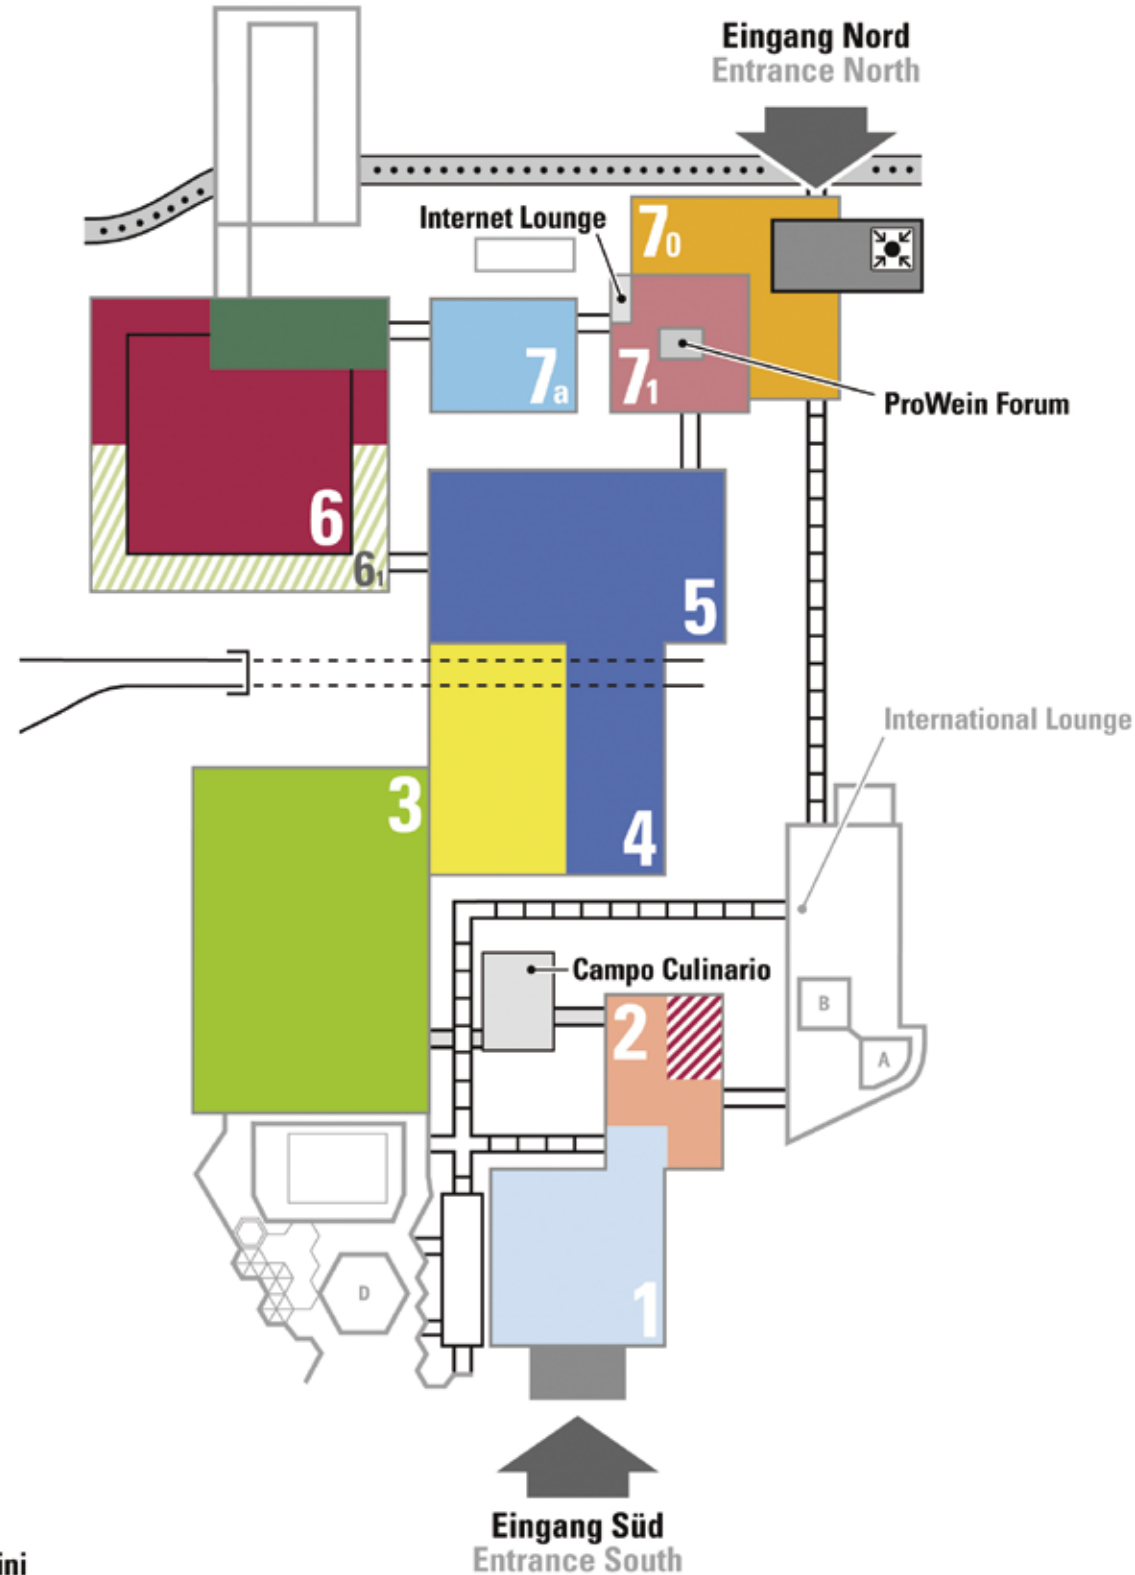 Eingang Nord
Entrance North
Internet Lounge
70
7a
71
ProWein Forum
6
61
5
International Lounge
3
4
Campo Culinario
2
B
A
D
1
Eingang Süd
Entrance South
ini